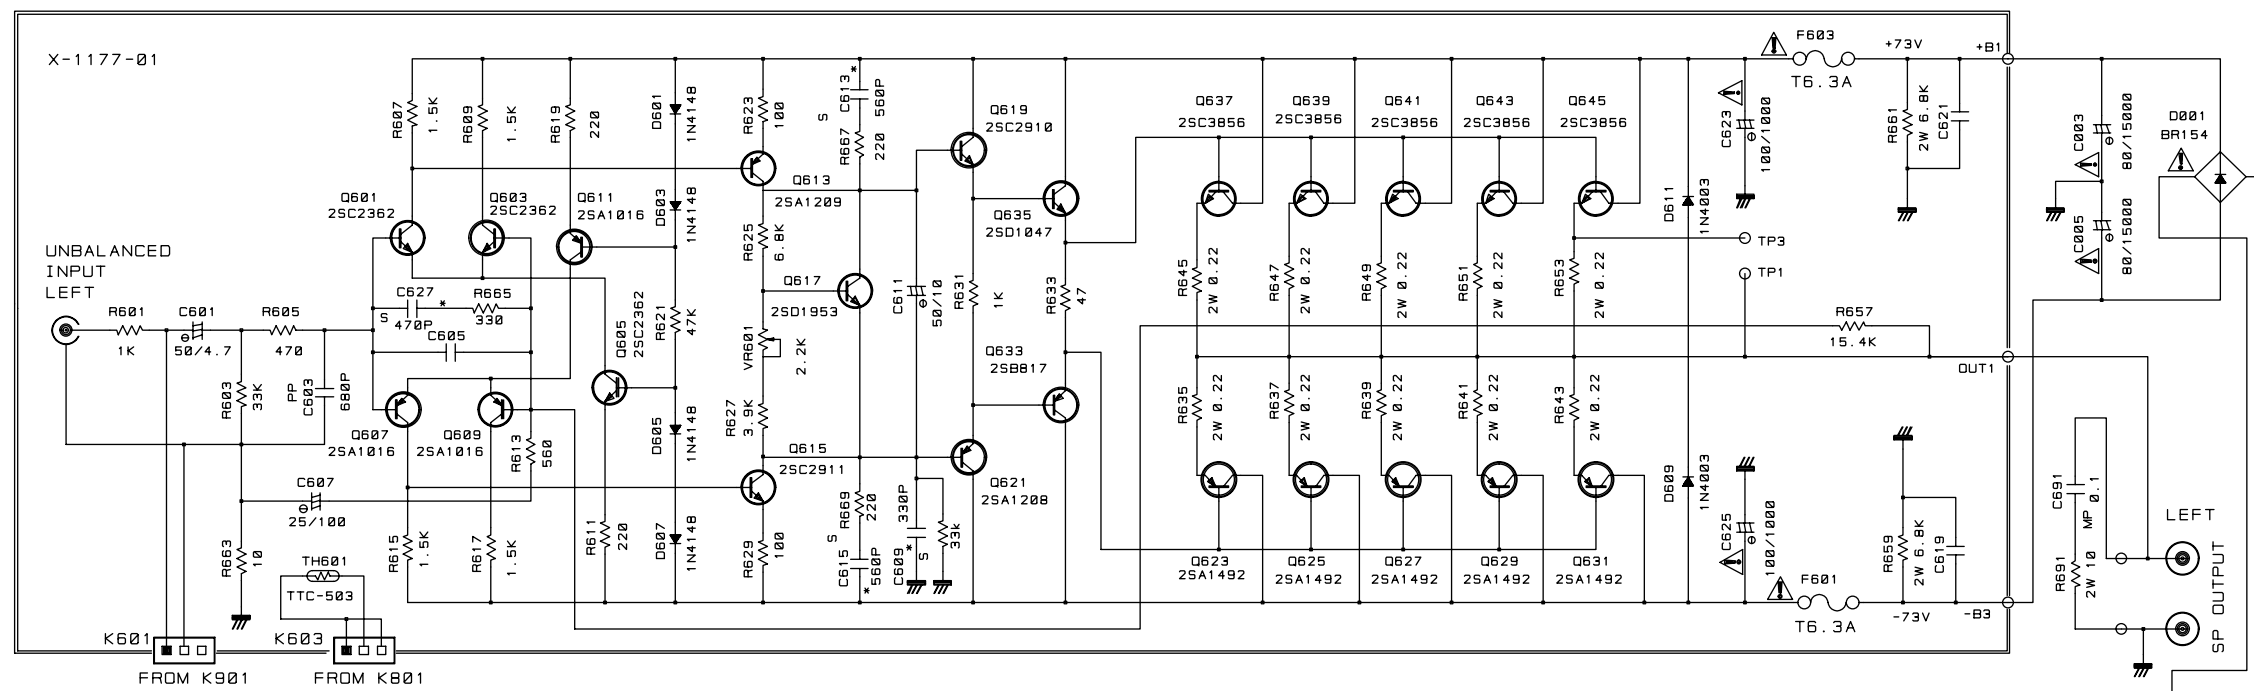 X-1177-01
UNBALANCED
INPUT
LEFT
R601
1K
C601
50/4.7
R605
470
R603
33K
PP
C603
680P
C607
25/100
R663
10
TH601
TTC-503
K601
K603
FROM K901
FROM K801
R607
1.5K
R609
1.5K
R619
220
Q601
2SC2362
Q603
2SC2362
Q611
2SA1016
C627
*
S
470P
R665
330
C605
Q607
2SA1016
Q609
2SA1016
R613
560
R615
1.5K
R617
1.5K
Q605
2SC2362
R611
220
D601
1N4148
D603
1N4148
R621
47K
D605
1N4148
D607
1N4148
R623
100
Q613
2SA1209
R625
6.8K
Q617
2SD1953
VR601
2.2K
R627
3.9K
Q615
2SC2911
R629
100
S
C613
*
560P
R667
220
R669
220
S
C615
560P
*
C611
50/10
330P
C609
*
S
33k
Q619
2SC2910
R631
1K
Q635
2SD1047
R633
47
Q633
2SB817
Q621
2SA1208
Q637
2SC3856
Q639
2SC3856
Q641
2SC3856
Q643
2SC3856
Q645
2SC3856
R645
2W 0.22
R647
2W 0.22
R649
2W 0.22
R651
2W 0.22
R653
2W 0.22
R635
2W 0.22
R637
2W 0.22
R639
2W 0.22
R641
2W 0.22
R643
2W 0.22
Q623
2SA1492
Q625
2SA1492
Q627
2SA1492
Q629
2SA1492
Q631
2SA1492
D611
1N4003
D609
1N4003
!
C623
100/1000
TP3
TP1
R657
15.4K
OUT1
!
C625
100/1000
!
F603
T6.3A
+73V
+B1
R661
2W 6.8K
C621
R659
2W 6.8K
C619
!
F601
T6.3A
-73V
-B3
C003
!
80/15000
C005
!
80/15000
D001
BR154
!
C691
MP 0.1
R691
2W 10
LEFT
SP OUTPUT